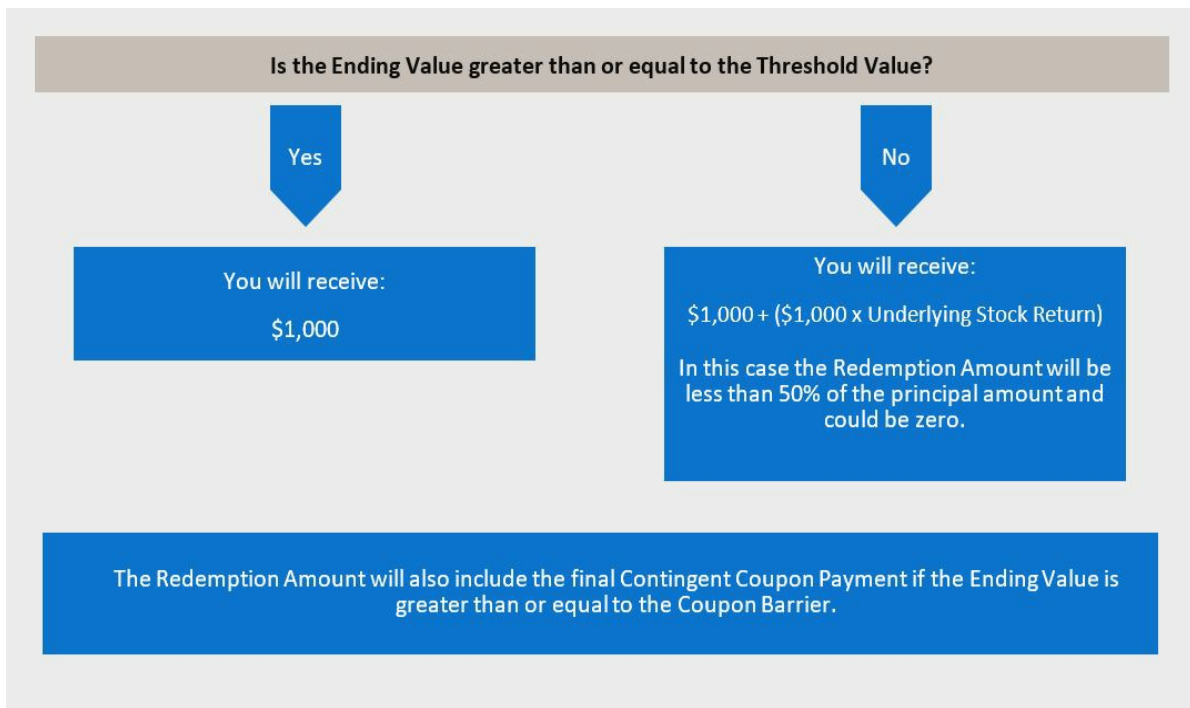 Is the Ending Value greater than or equal to the Threshold Value?
Yes
No
You will receive:
$1,000
You will receive:
$1,000 + ($1,000 x Underlying Stock Return)
In this case the Redemption Amount will be
less than 50% of the principal amount and
could be zero.
The Redemption Amount will also include the final Contingent Coupon Payment if the Ending Value is
greater than or equal to the Coupon Barrier.